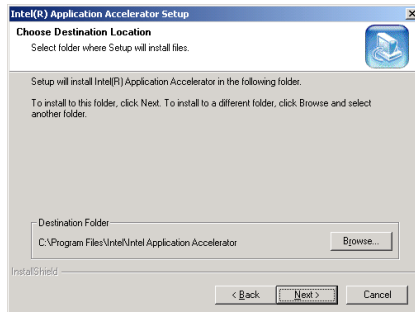 Intel(R) Application Accelerator Setup
Choose Destination Location
Select folder where Setup will install files.
Setup will install Intel(R) Application Accelerator in the following folder.
To install to this folder, click Next. To install to a different folder, click Browse and select
another folder.
Destination Folder
C:\Program Files\Intel\Intel Application Accelerator
Browse...
InstallShield
< Back
Next >
Cancel